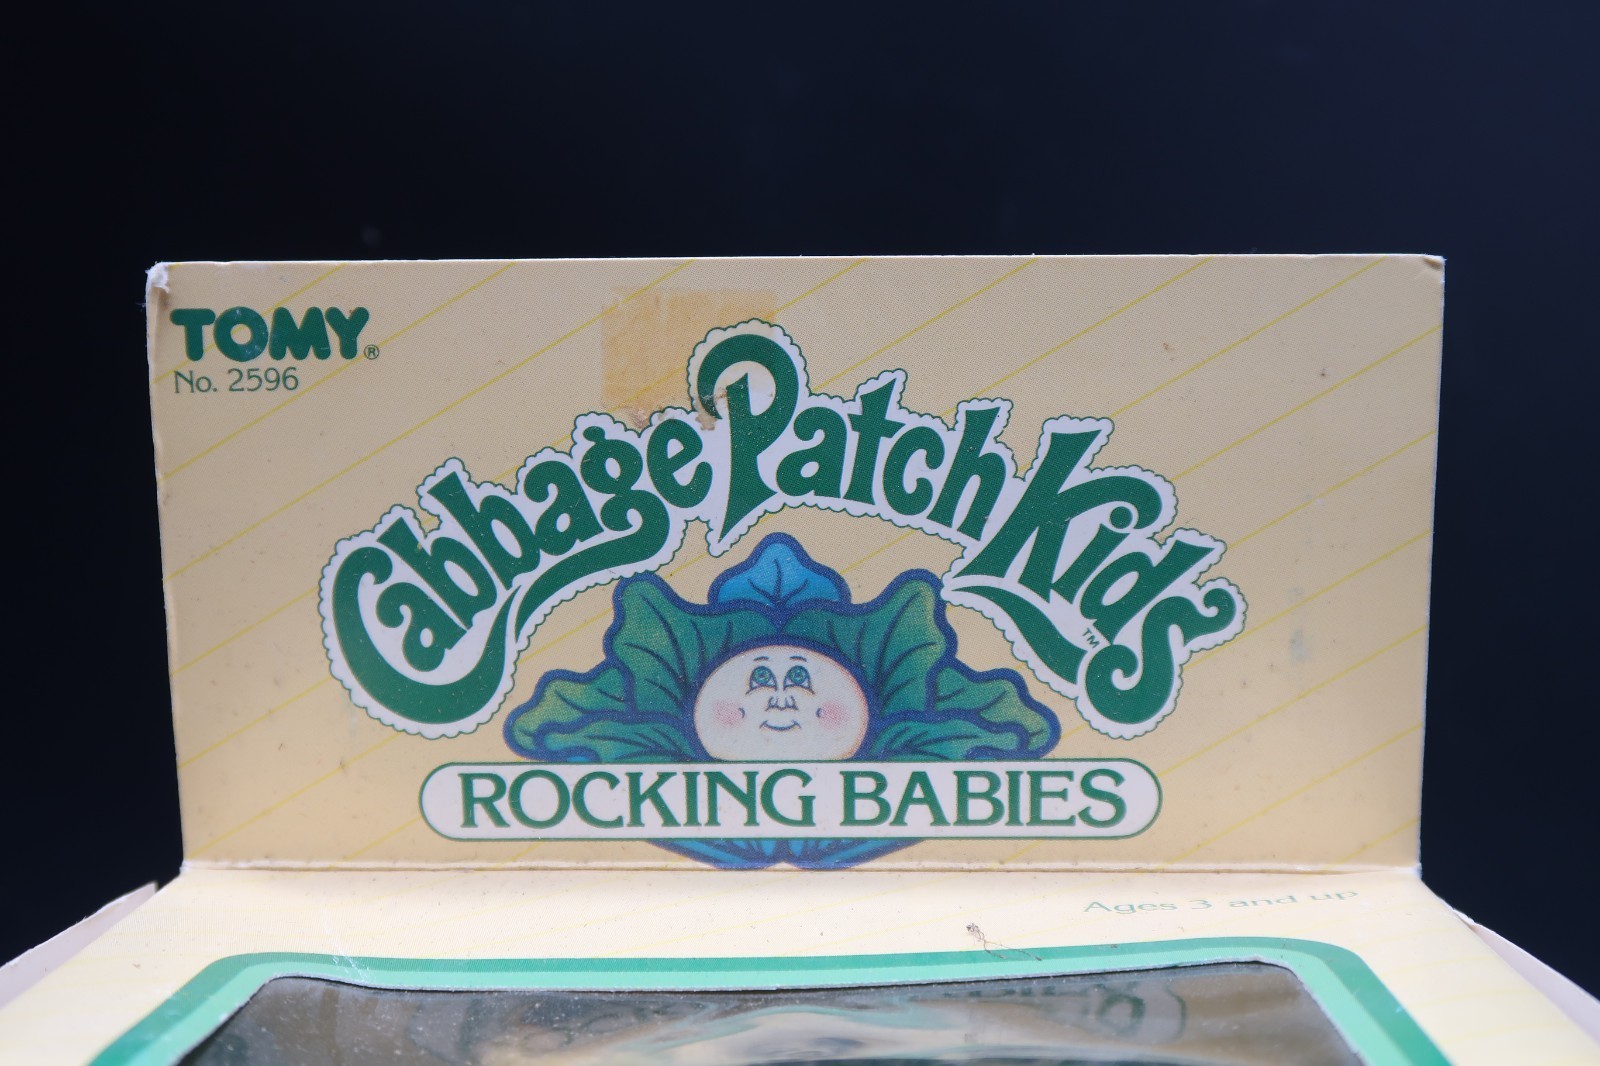 TOMY®
No. 2596
Cabbage Patch Kids™
ROCKING BABIES
Ages 3 and up